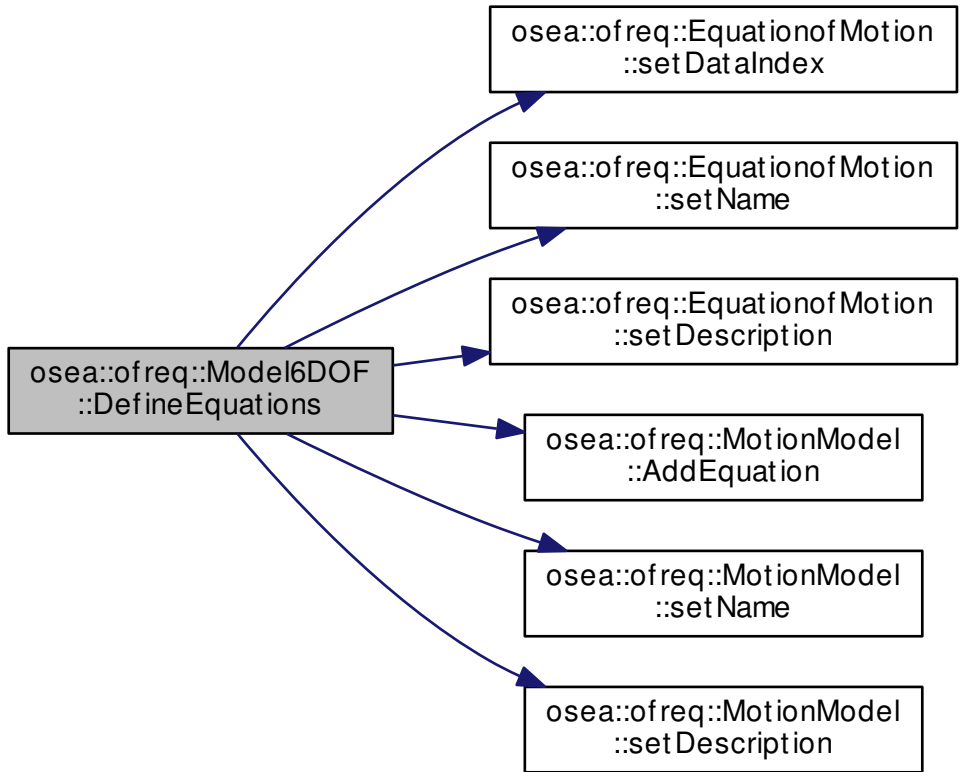 osea::ofreq::EquationofMotion
::setDataIndex
osea::ofreq::EquationofMotion
::setName
osea::ofreq::EquationofMotion
::setDescription
osea::ofreq::Model6DOF
::DefineEquations
osea::ofreq::MotionModel
::AddEquation
osea::ofreq::MotionModel
::setName
osea::ofreq::MotionModel
::setDescription